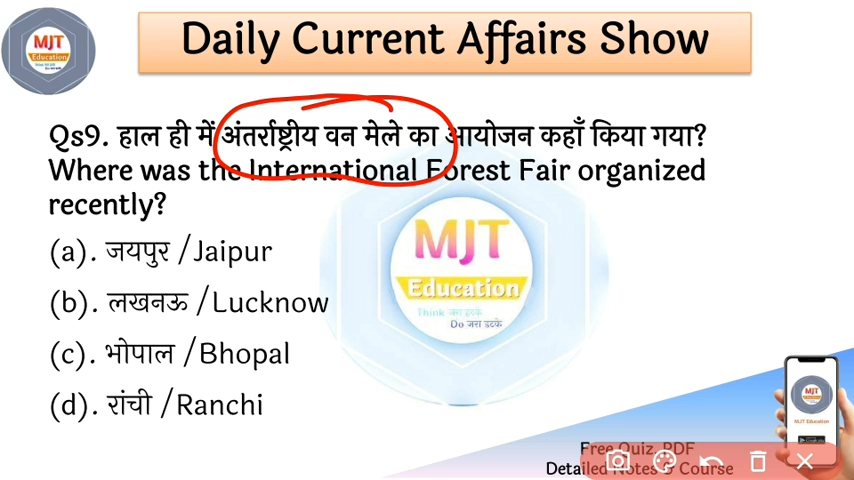 MJT
Education
Daily Current Affairs Show
Qs9. हाल ही में अंतर्राष्ट्रीय वन मेले का आयोजन कहाँ किया गया?
Where was the International Forest Fair organized
recently?
(a). जयपुर /Jaipur
(b). लखनऊ /Lucknow
(c). भोपाल /Bhopal
(d). रांची /Ranchi
MJT
Education
Think जरा हटके
Do जरा डटके
MJT Education
Free Quiz, PDF
Detailed Notes & Course